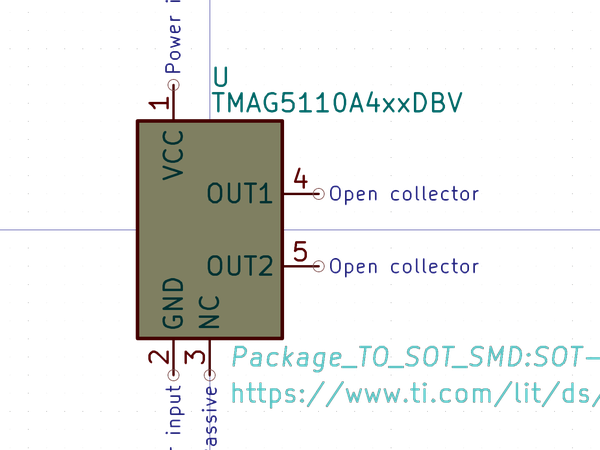 Power i
U
TMAG5110A4xxDBV
1
VCC
OUT1
4
Open collector
OUT2
5
Open collector
GND
NC
2
3
Package_TO_SOT_SMD:SOT-
https://www.ti.com/lit/ds/
input
assive